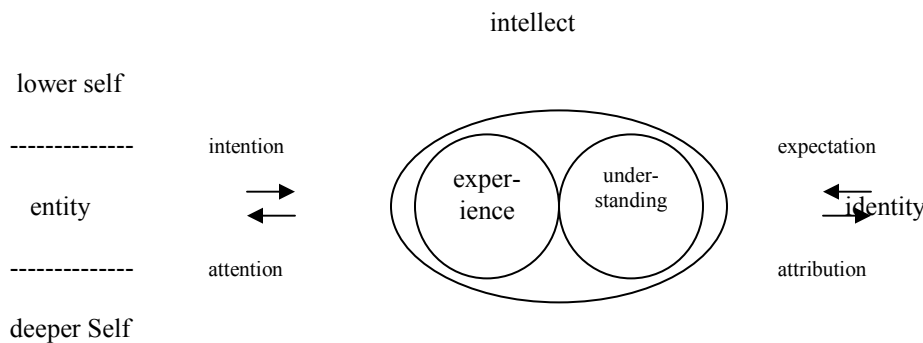 intellect
lower self
-------------- intention expectation
exper-
ience
under-
standing
entity identity
-------------- attention attribution
deeper Self